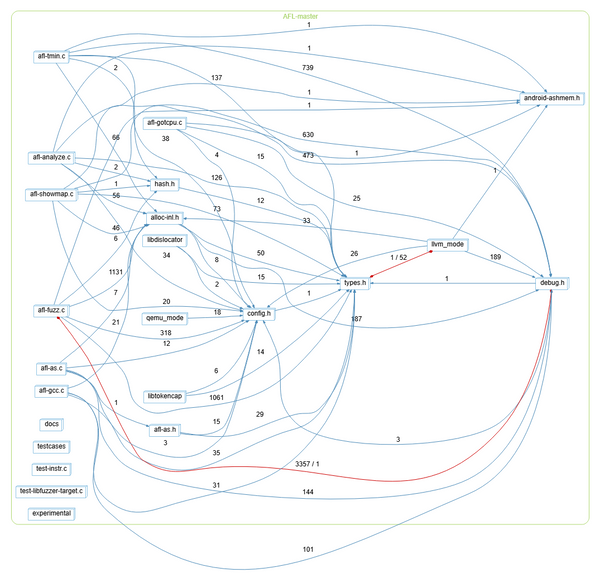 AFL-master
1
afl-tmin.c
1
2
739
137
android-ashmem.h
1
1
afl-gotcpu.c
66
38
630
afl-analyze.c
4
15
473
1
2
1
126
hash.h
afl-showmap.c
1
56
12
25
73
alloc-inl.h
33
46
6
libdislocator
llvm_mode
34
8
50
26
1 / 52
189
1131
15
2
types.h
1
debug.h
7
1
20
afl-fuzz.c
qemu_mode
18
config.h
187
21
318
12
14
afl-as.c
6
afl-gcc.c
libtokencap
1061
1
29
docs
afl-as.h
15
3
3
testcases
35
test-instr.c
3357 / 1
31
144
test-libfuzzer-target.c
experimental
101